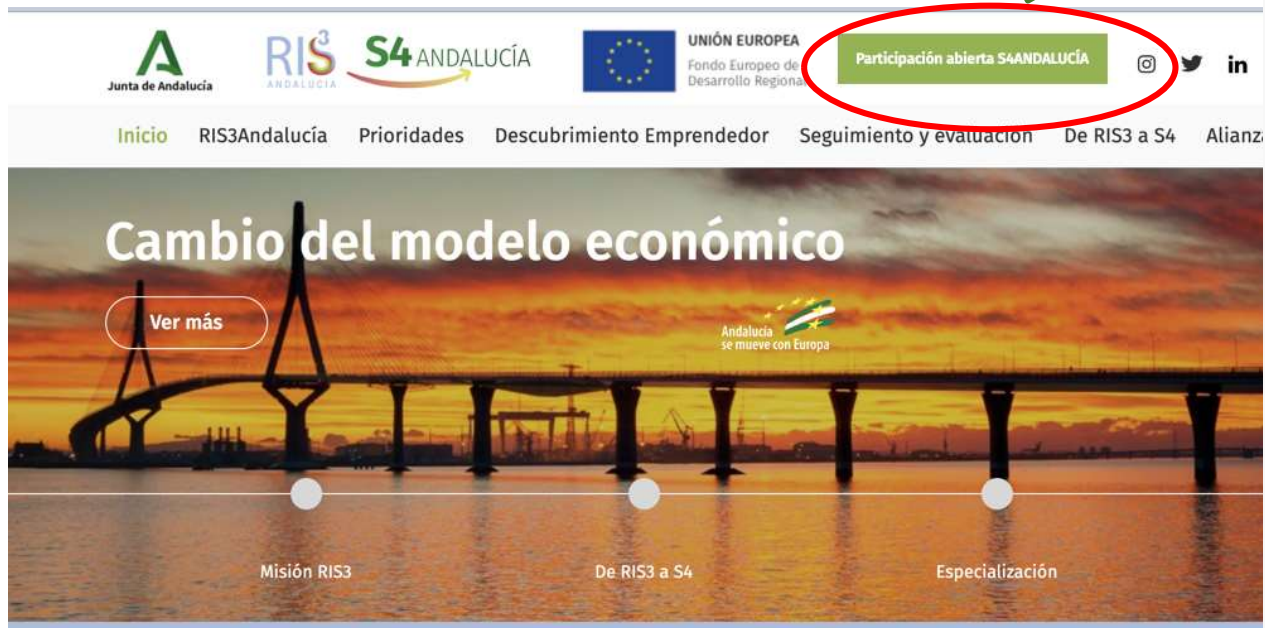 Junta de Andalucía
RIS3
ANDALUCIA
S4 ANDALUCÍA
UNIÓN EUROPEA
Fondo Europeo de
Desarrollo Regional
Participación abierta S4ANDALUCÍA
in
Inicio RIS3Andalucía Prioridades Descubrimiento Emprendedor Seguimiento y evaluación De RIS3 a S4 Alianza
Cambio del modelo económico
Ver más
Andalucía
se mueve con Europa
Misión RIS3 De RIS3 a S4 Especialización